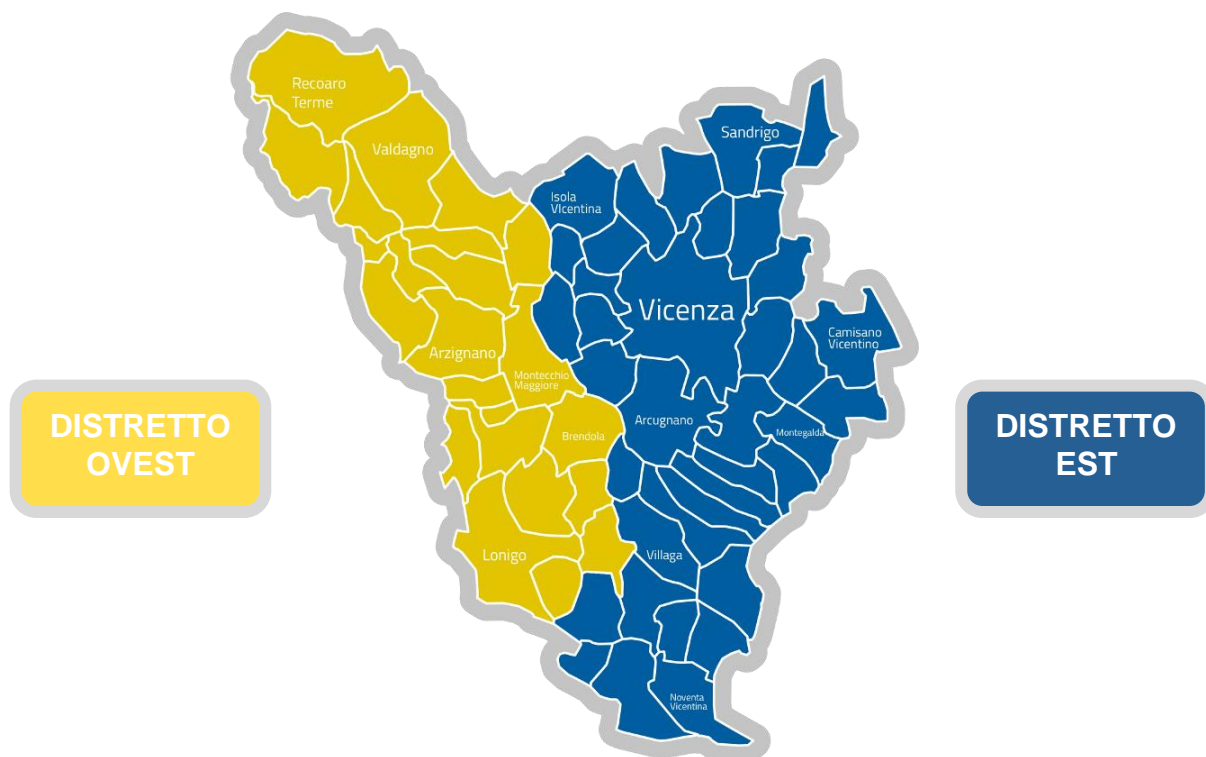 Recoaro
Terme
Valdagno
Sandrigo
Isola
VIcentina
Vicenza
Camisano
Vicentino
Arzignano
Montecchio
Maggiore
Arcugnano
Brendola
Montegalda
DISTRETTO
OVEST
DISTRETTO
EST
Lonigo
Villaga
Noventa
Vicentina